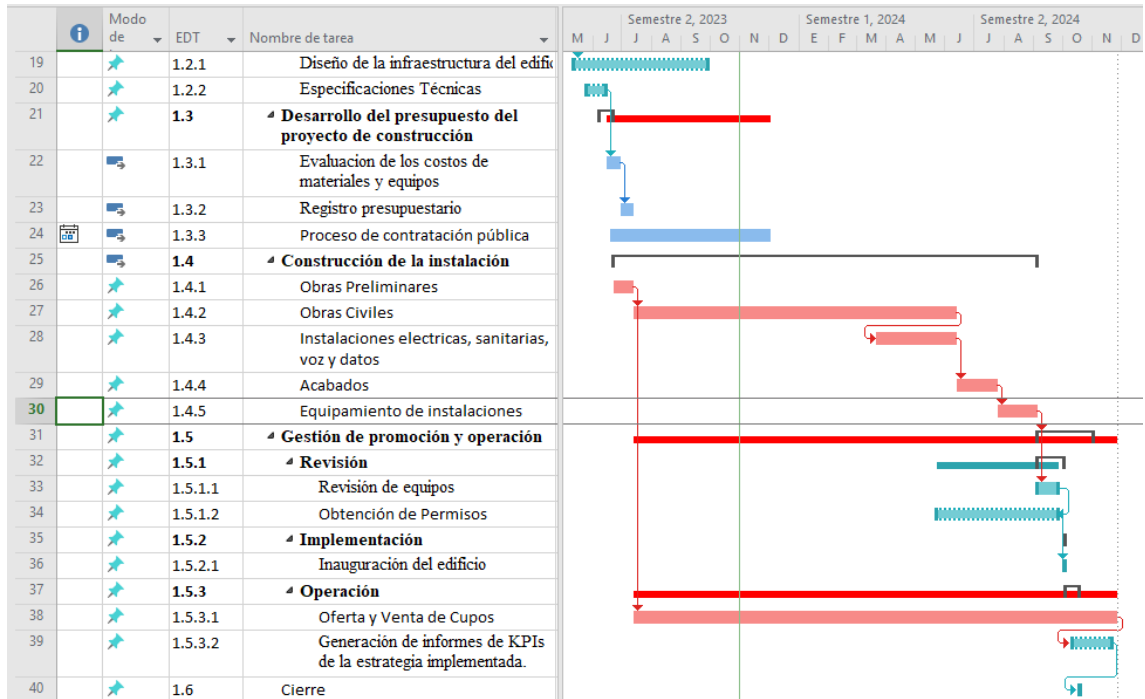 Modo de EDT Nombre de tarea
Semestre 2, 2023 Semestre 1, 2024 Semestre 2, 2024
M J J A S O N D E F M A M J J A S O N D
19 1.2.1 Diseño de la infraestructura del edific
20 1.2.2 Especificaciones Técnicas
21 1.3 Desarrollo del presupuesto del
proyecto de construcción
22 1.3.1 Evaluacion de los costos de
materiales y equipos
23 1.3.2 Registro presupuestario
24 1.3.3 Proceso de contratación pública
25 1.4 Construcción de la instalación
26 1.4.1 Obras Preliminares
27 1.4.2 Obras Civiles
28 1.4.3 Instalaciones electricas, sanitarias,
voz y datos
29 1.4.4 Acabados
30 1.4.5 Equipamiento de instalaciones
31 1.5 Gestión de promoción y operación
32 1.5.1 Revisión
33 1.5.1.1 Revisión de equipos
34 1.5.1.2 Obtención de Permisos
35 1.5.2 Implementación
36 1.5.2.1 Inauguración del edificio
37 1.5.3 Operación
38 1.5.3.1 Oferta y Venta de Cupos
39 1.5.3.2 Generación de informes de KPIs
de la estrategia implementada.
40 1.6 Cierre